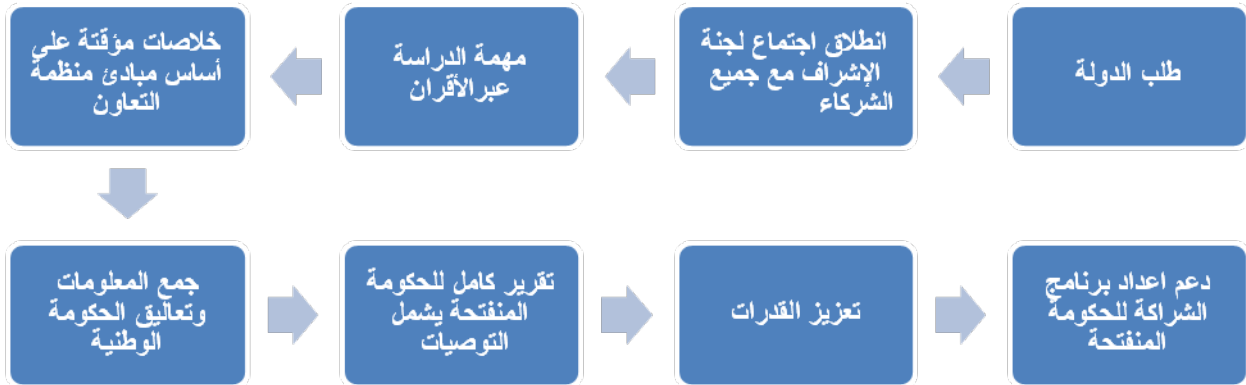 طلب الدولة
انطلاق اجتماع لجنة
الإشراف مع جميع
الشركاء
مهمة الدراسة
عبرالأقران
خلاصات مؤقتة على
أساس مبادئ منظمة
التعاون
جمع المعلومات
وتعاليق الحكومة
الوطنية
تقرير كامل للحكومة
المنفتحة يشمل
التوصيات
تعزيز القدرات
دعم اعداد برنامج
الشراكة للحكومة
المنفتحة